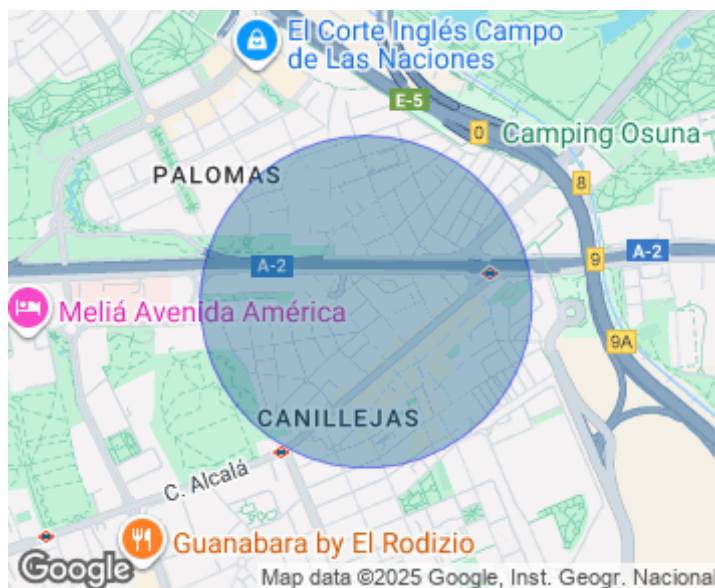 El Corte Inglés Campo
de Las Naciones
E-5
0
Camping Osuna
PALOMAS
8
A-2
9
A-2
Meliá Avenida América
9A
CANILLEJAS
C. Alcalá
Guanabara by El Rodizio
Google
Map data ©2025 Google, Inst. Geogr. Nacional